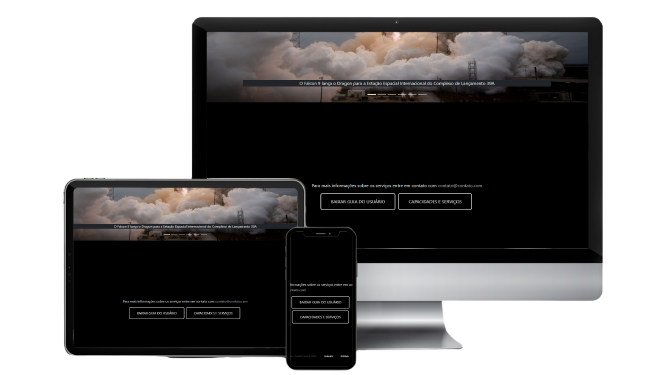 O Falcon 9 lança o Dragon para a Estação Espacial Internacional do Complexo de Lançamento 39A
Para mais informações sobre os serviços entre em contato com contato@contato.com
BAIXAR GUIA DO USUÁRIO
CAPACIDADES E SERVIÇOS
O Falcon 9 lança o Dragon para a Estação Espacial Internacional do Complexo de Lançamento 39A
Para mais informações sobre os serviços entre em contato com contato@contato.com
BAIXAR GUIA DO USUÁRIO
CAPACIDADES E SERVIÇOS
formações sobre os serviços entre em co
BAIXAR GUIA DO USUÁRIO
CAPACIDADES E SERVIÇOS